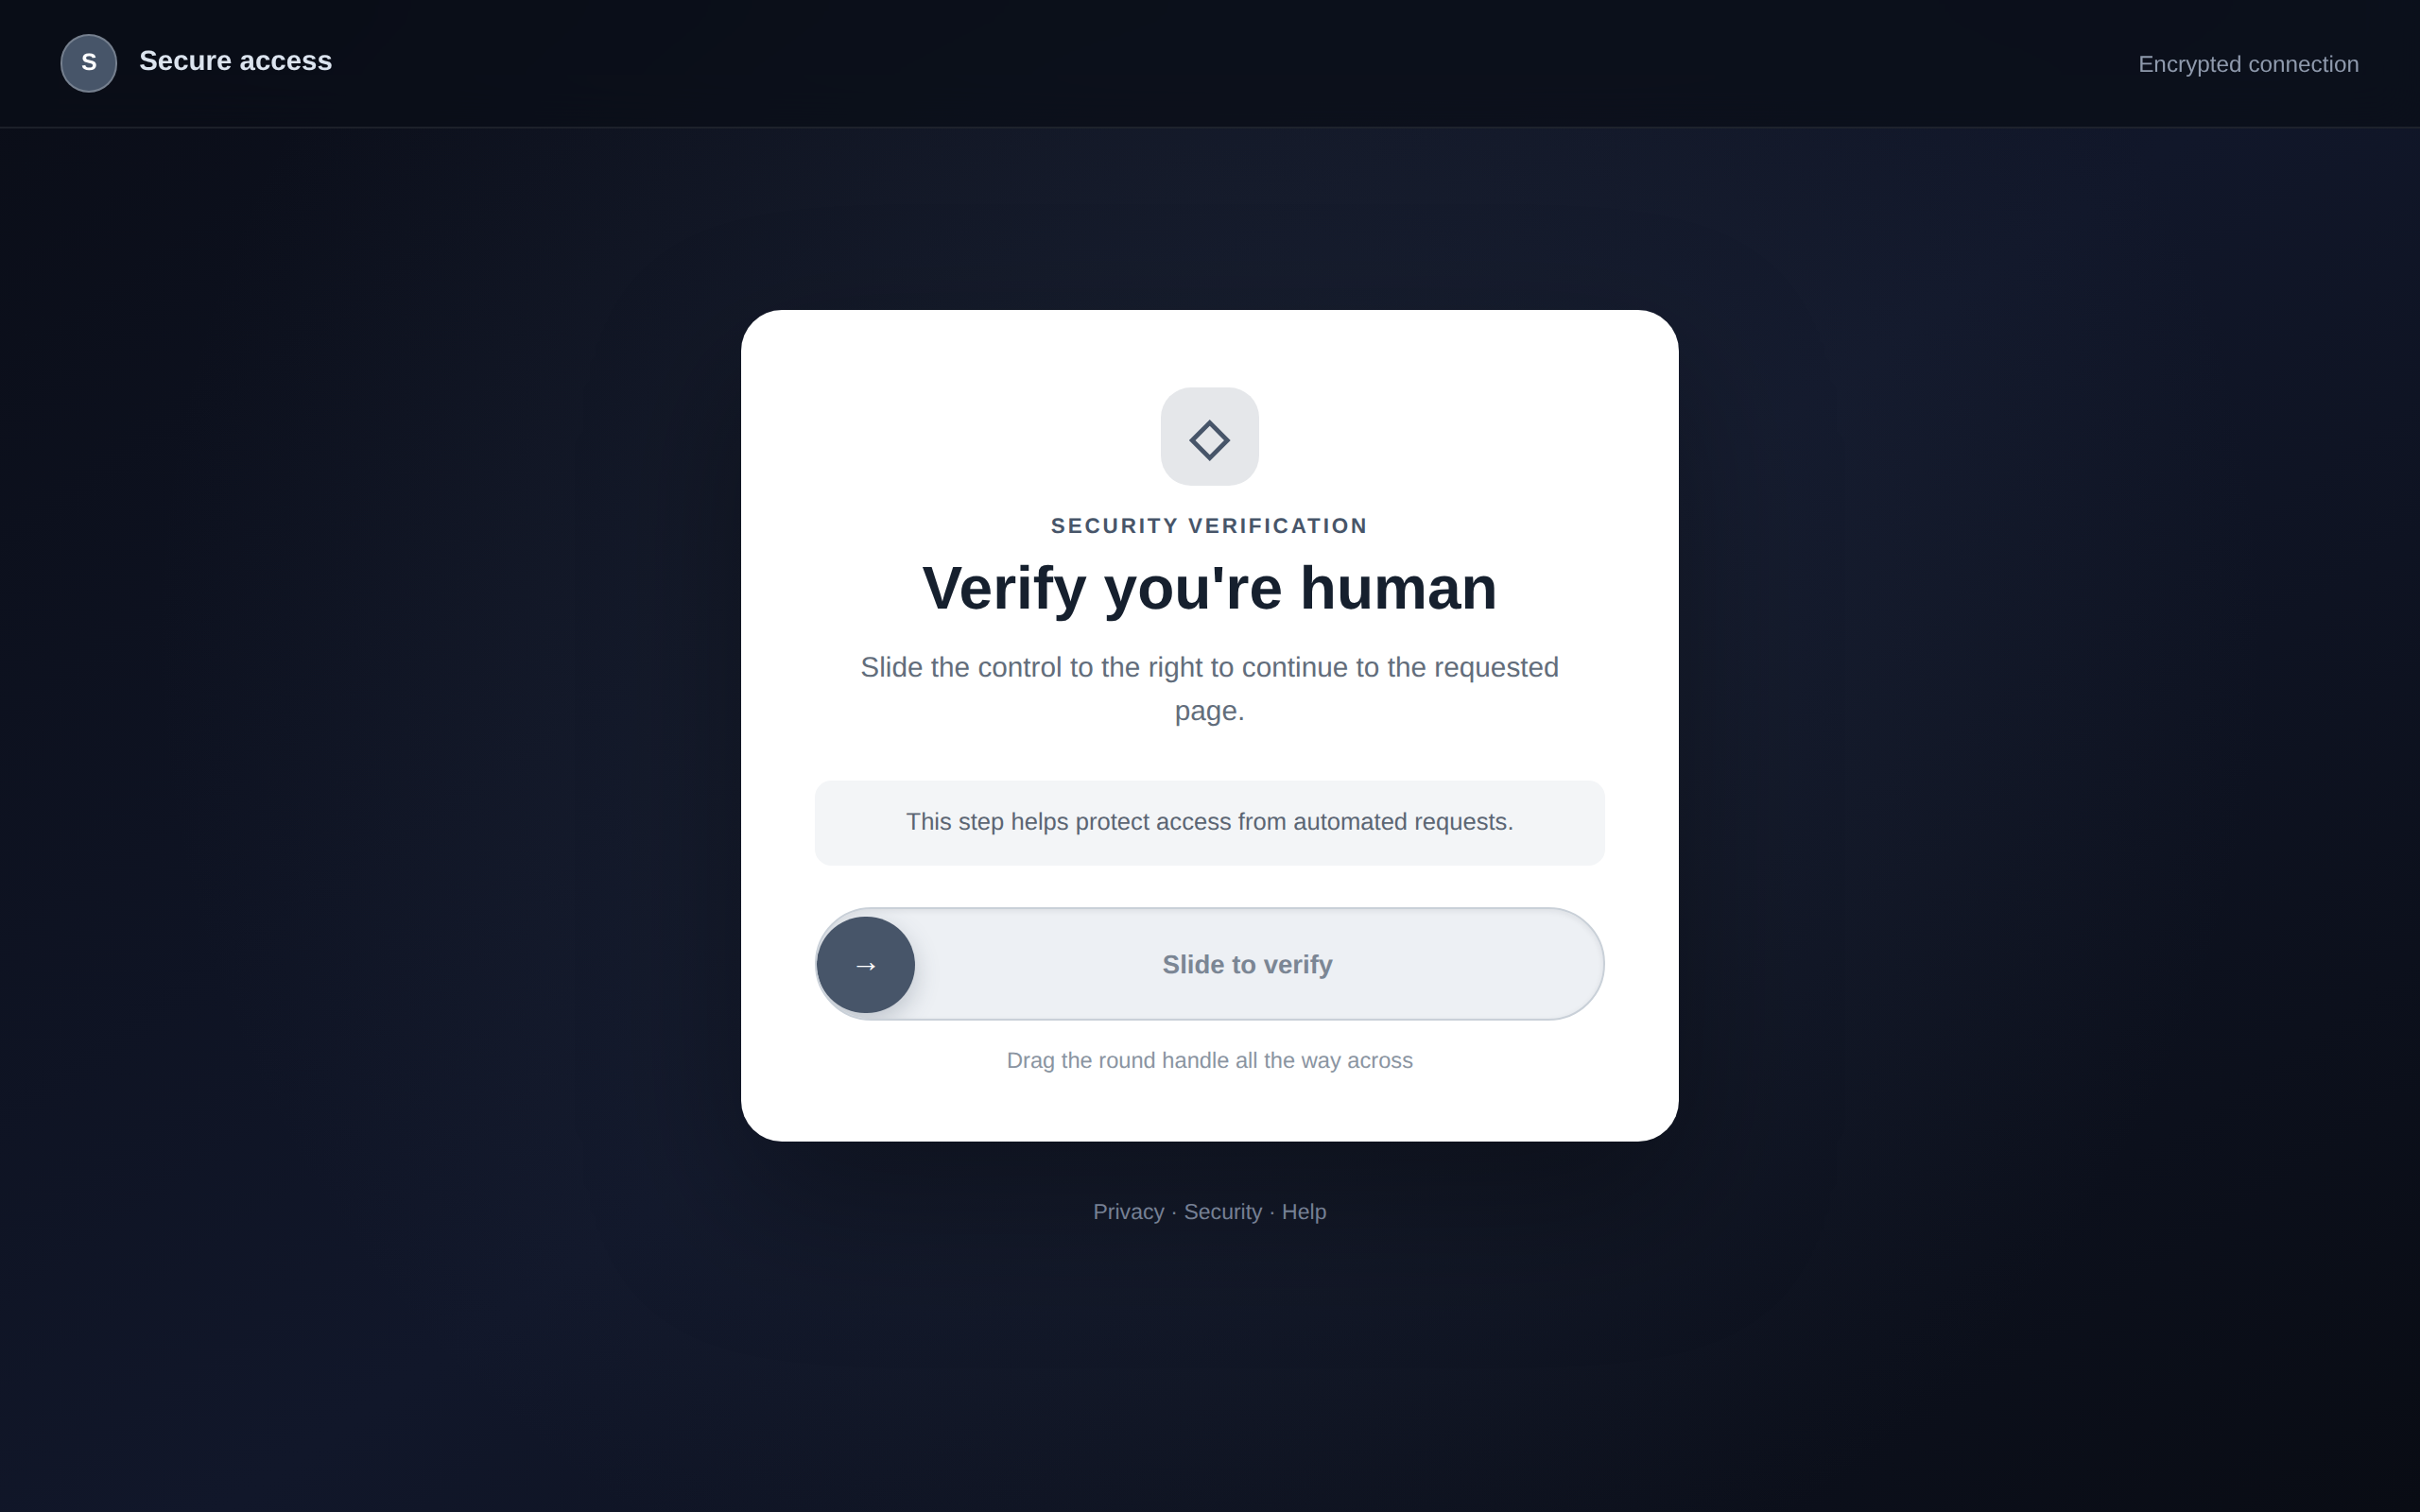 S
Secure access
Encrypted connection
SECURITY VERIFICATION
Verify you're human
Slide the control to the right to continue to the requested
page.
This step helps protect access from automated requests.
→
Slide to verify
Drag the round handle all the way across
Privacy · Security · Help